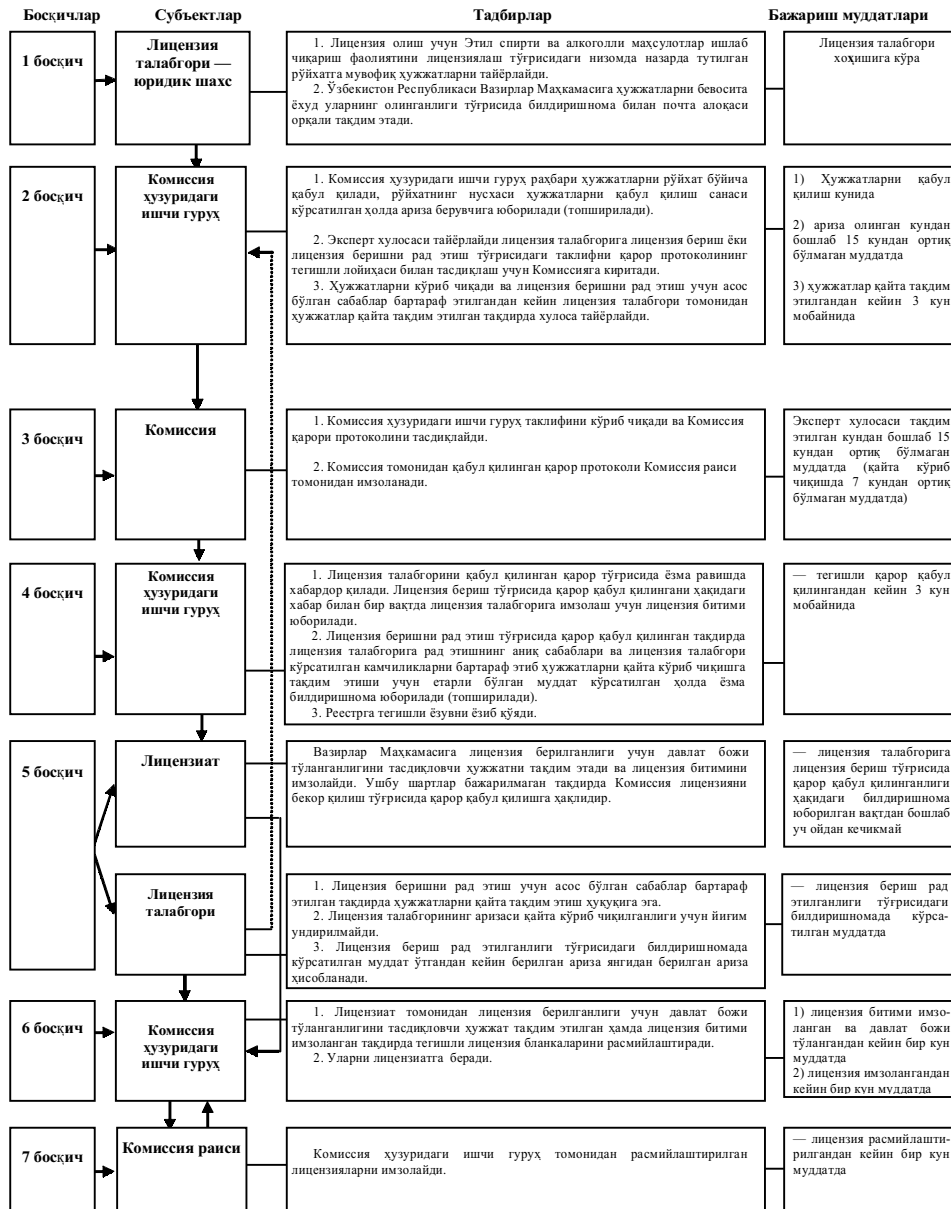 Босқичлар Субъектлар Тадбирлар Бажариш муддатлари
1 босқич
Лицензия
талабгори —
юридик шахс
1. Лицензия олиш учун Этил спирти ва алкоголли маҳсулотлар ишлаб
чиқариш фаолиятини лицензиялаш тўғрисидаги низомда назарда тутилган
рўйхатга мувофиқ ҳужжатларни тайёрлайди.
2. Ўзбекистон Республикаси Вазирлар Маҳкамасига ҳужжатларни бевосита
ёхуд уларнинг олинганлиги тўғрисида билдиришнома билан почта алоқаси
орқали тақдим этади.
Лицензия талабгори
хоҳишига кўра
2 босқич
Комиссия
ҳузуридаги
ишчи гуруҳ
1. Комиссия ҳузуридаги ишчи гуруҳ раҳбари ҳужжатларни рўйхат бўйича
қабул қилади, рўйхатнинг нусхаси ҳужжатларни қабул қилиш санаси
кўрсатилган ҳолда ариза берувчига юборилади (топширилади).
2. Эксперт хулосаси тайёрлайди лицензия талабгорига лицензия бериш ёки
лицензия беришни рад этиш тўғрисидаги таклифни қарор протоколининг
тегишли лойиҳаси билан тасдиқлаш учун Комиссияга киритади.
3. Ҳужжатларни кўриб чиқади ва лицензия беришни рад этиш учун асос
бўлган сабаблар бартараф этилгандан кейин лицензия талабгори томонидан
ҳужжатлар қайта тақдим этилган тақдирда хулоса тайёрлайди.
1) Ҳужжатларни қабул
қилиш кунида
2) ариза олинган кундан
бошлаб 15 кундан ортиқ
бўлмаган муддатда
3) ҳужжатлар қайта тақдим
этилгандан кейин 3 кун
мобайнида
3 босқич
Комиссия
1. Комиссия ҳузуридаги ишчи гуруҳ таклифини кўриб чиқади ва Комиссия
қарори протоколини тасдиқлайди.
2. Комиссия томонидан қабул қилинган қарор протоколи Комиссия раиси
томонидан имзоланади.
Эксперт хулосаси тақдим
этилган кундан бошлаб 15
кундан ортиқ бўлмаган
муддатда (қайта кўриб
чиқишда 7 кундан ортиқ
бўлмаган муддатда)
4 босқич
Комиссия
ҳузуридаги
ишчи гуруҳ
1. Лицензия талабгорини қабул қилинган қарор тўғрисида ёзма равишда
хабардор қилади. Лицензия бериш тўғрисида қарор қабул қилингани ҳақидаги
хабар билан бир вақтда лицензия талабгорига имзолаш учун лицензия битими
юборилади.
2. Лицензия беришни рад этиш тўғрисида қарор қабул қилинган тақдирда
лицензия талабгорига рад этишнинг аниқ сабаблари ва лицензия талабгори
кўрсатилган камчиликларни бартараф этиб ҳужжатларни қайта кўриб чиқишга
тақдим этиши учун етарли бўлган муддат кўрсатилган ҳолда ёзма
билдиришнома юборилади (топширилади).
3. Реестрга тегишли ёзувни ёзиб қўяди.
— тегишли қарор қабул
қилингандан кейин 3 кун
мобайнида
5 босқич
Лицензиат
Вазирлар Маҳкамасига лицензия берилганлиги учун давлат божи
тўланганлигини тасдиқловчи ҳужжатни тақдим этади ва лицензия битимини
имзолайди. Ушбу шартлар бажарилмаган тақдирда Комиссия лицензияни
бекор қилиш тўғрисида қарор қабул қилишга ҳақлидир.
— лицензия талабгорига
лицензия бериш тўғрисида
қарор қабул қилинганлиги
ҳақидаги билдиришнома
юборилган вақтдан бошлаб
уч ойдан кечикмай
Лицензия
талабгори
1. Лицензия беришни рад этиш учун асос бўлган сабаблар бартараф
этилган тақдирда ҳужжатларни қайта тақдим этиш ҳуқуқига эга.
2. Лицензия талабгорининг аризаси қайта кўриб чиқилганлиги учун йиғим
ундирилмайди.
3. Лицензия бериш рад этилганлиги тўғрисидаги билдиришномада
кўрсатилган муддат ўтгандан кейин берилган ариза янгидан берилган ариза
ҳисобланади.
— лицензия бериш рад
этилганлиги тўғрисидаги
билдиришномада кўрса-
тилган муддатда
6 босқич
Комиссия
ҳузуридаги
ишчи гуруҳ
1. Лицензиат томонидан лицензия берилганлиги учун давлат божи
тўланганлигини тасдиқловчи ҳужжат тақдим этилган ҳамда лицензия битими
имзоланган тақдирда тегишли лицензия бланкаларини расмийлаштиради.
2. Уларни лицензиатга беради.
1) лицензия битими имзо-
ланган ва давлат божи
тўлангандан кейин бир кун
муддатда
2) лицензия имзолангандан
кейин бир кун муддатда
7 босқич
Комиссия раиси
Комиссия ҳузуридаги ишчи гуруҳ томонидан расмийлаштирилган
лицензияларни имзолайди.
— лицензия расмийлашти-
рилгандан кейин бир кун
муддатда